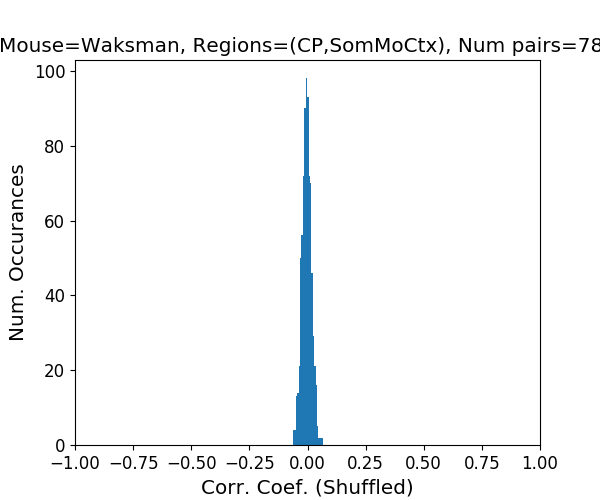 Mouse=Waksman, Regions=(CP,SomMoCtx), Num pairs=78
100
80
60
40
20
0
Num. Occurances
−1.00 −0.75 −0.50 −0.25 0.00 0.25 0.50 0.75 1.00
Corr. Coef. (Shuffled)